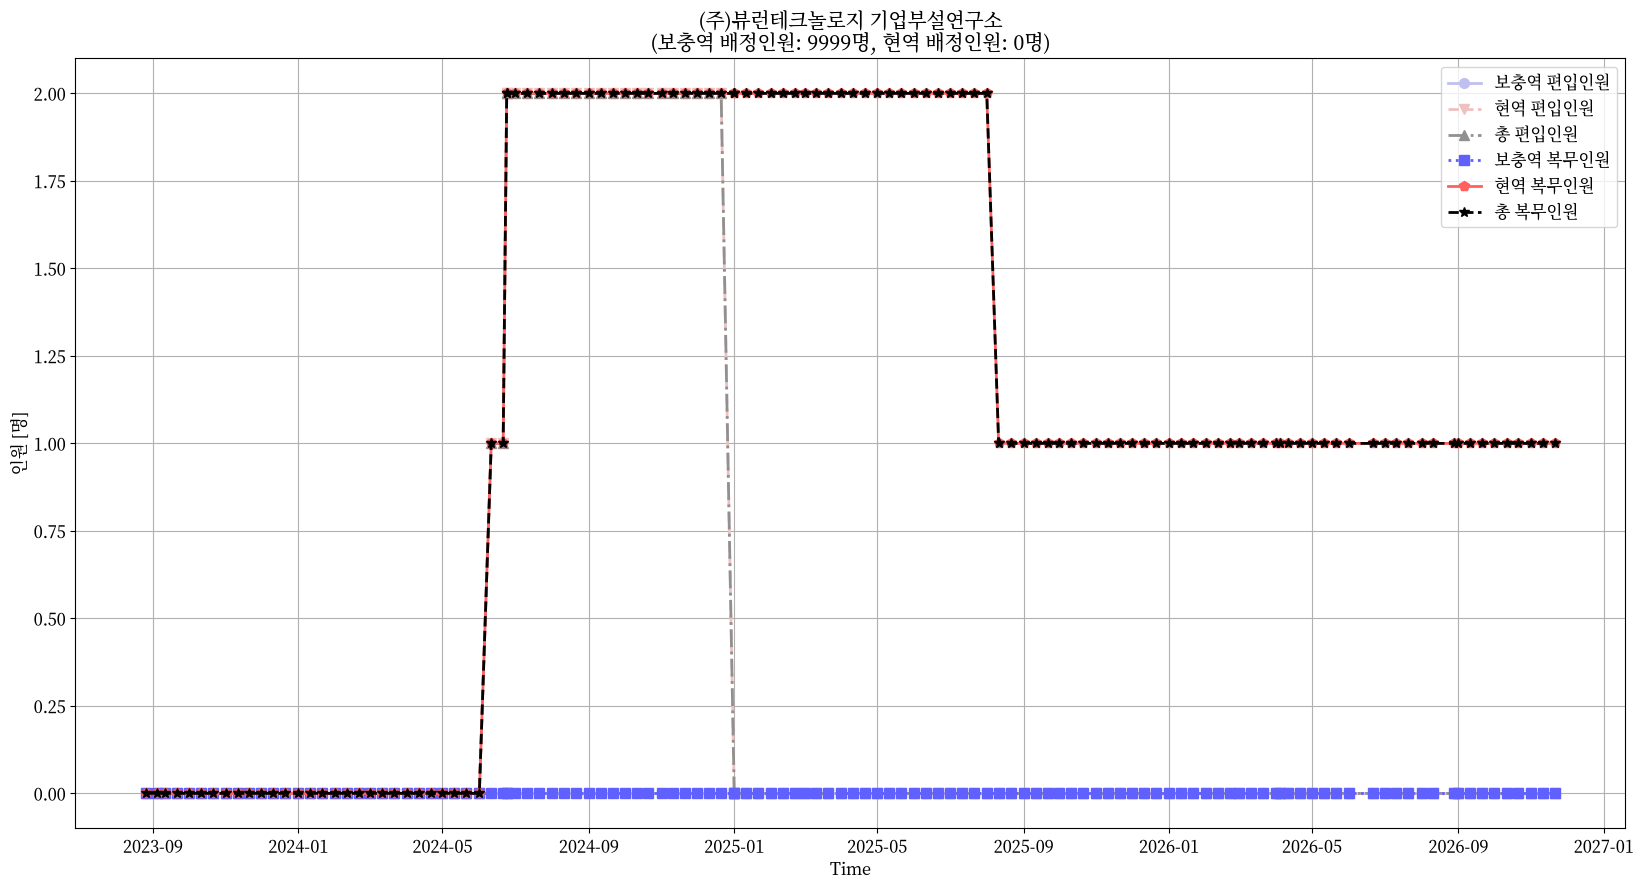 (주)뷰런테크놀로지 기업부설연구소
(보충역 배정인원: 9999명, 현역 배정인원: 0명)
보충역 편입인원
현역 편입인원
총 편입인원
보충역 복무인원
현역 복무인원
총 복무인원
인원 [명]
2.00
1.75
1.50
1.25
1.00
0.75
0.50
0.25
0.00
2023-09
2024-01
2024-05
2024-09
2025-01
2025-05
2025-09
2026-01
2026-05
2026-09
2027-01
Time